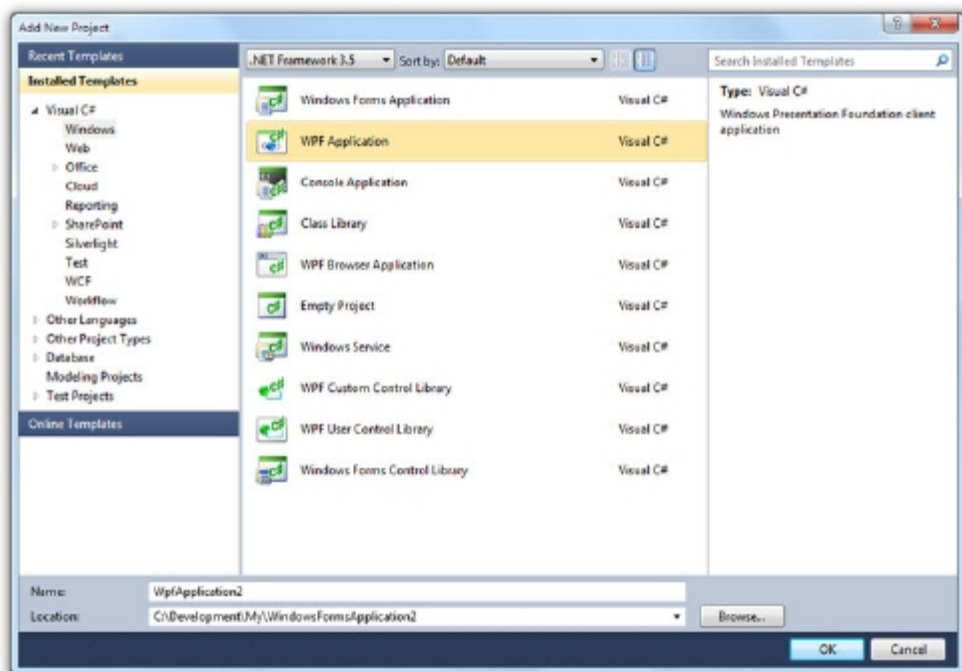 Add New Project
Recent Templates
Installed Templates
Visual C#
Windows
Web
Office
Cloud
Reporting
SharePoint
Silverlight
Test
WCF
Workflow
Other Languages
Other Project Types
Database
Modeling Projects
Test Projects
Online Templates
.NET Framework 3.5 Sort by: Default
Windows Forms Application Visual C#
WPF Application Visual C#
Console Application Visual C#
Class Library Visual C#
WPF Browser Application Visual C#
Empty Project Visual C#
Windows Service Visual C#
WPF Custom Control Library Visual C#
WPF User Control Library Visual C#
Windows Forms Control Library Visual C#
Search Installed Templates
Type: Visual C#
Windows Presentation Foundation client
application
Name: WpfApplication2
Location: C:\Development\My\WindowsFormsApplication2 Browse...
OK Cancel